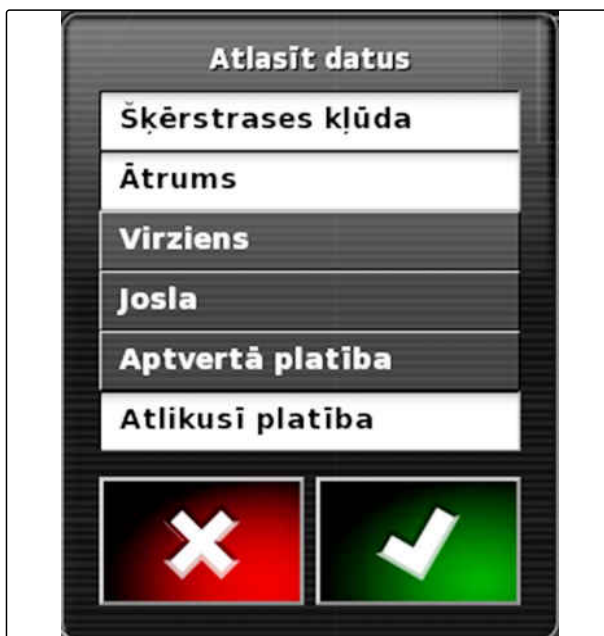 Atlasīt datus
Šķērstrases kļūda
Ātrums
Virziens
Josla
Aptvertā platība
Atlikusī platība